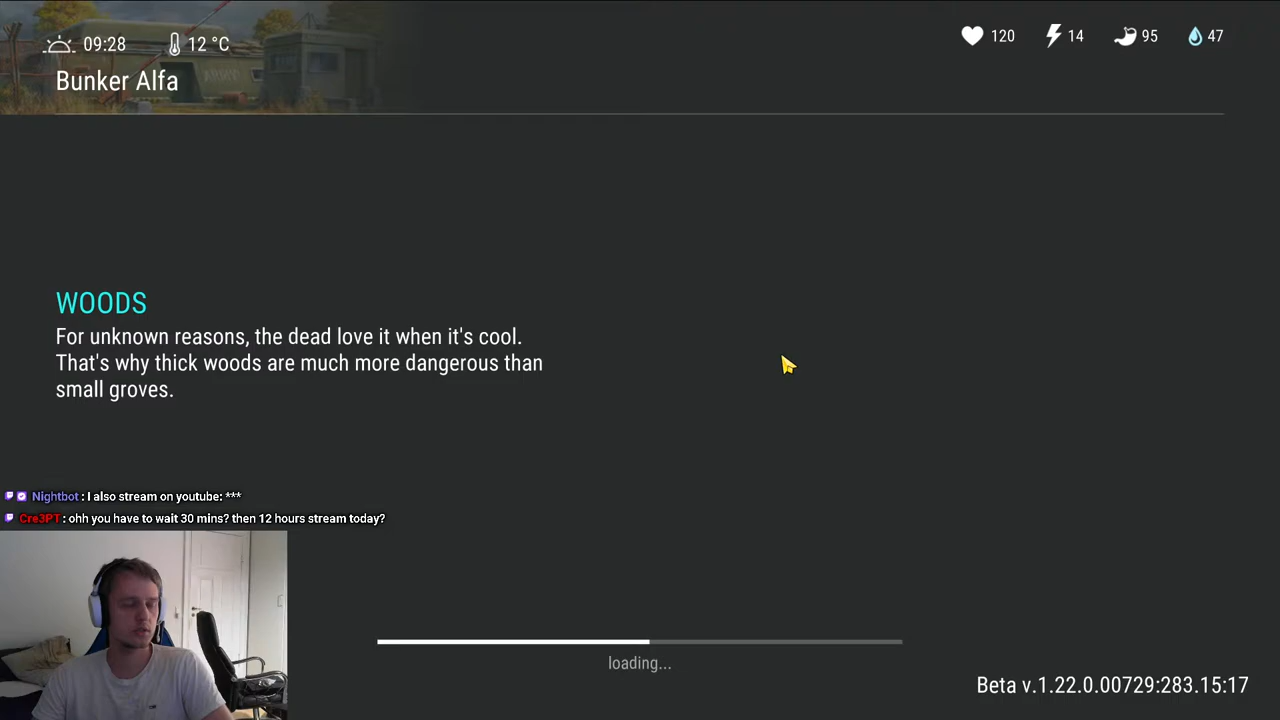 09:28 12 °C
120 14 95 47
Bunker Alfa
WOODS
For unknown reasons, the dead love it when it's cool.
That's why thick woods are much more dangerous than
small groves.
Nightbot : I also stream on youtube: ***
Cre3PT : ohh you have to wait 30 mins? then 12 hours stream today?
loading...
Beta v.1.22.0.00729:283.15:17